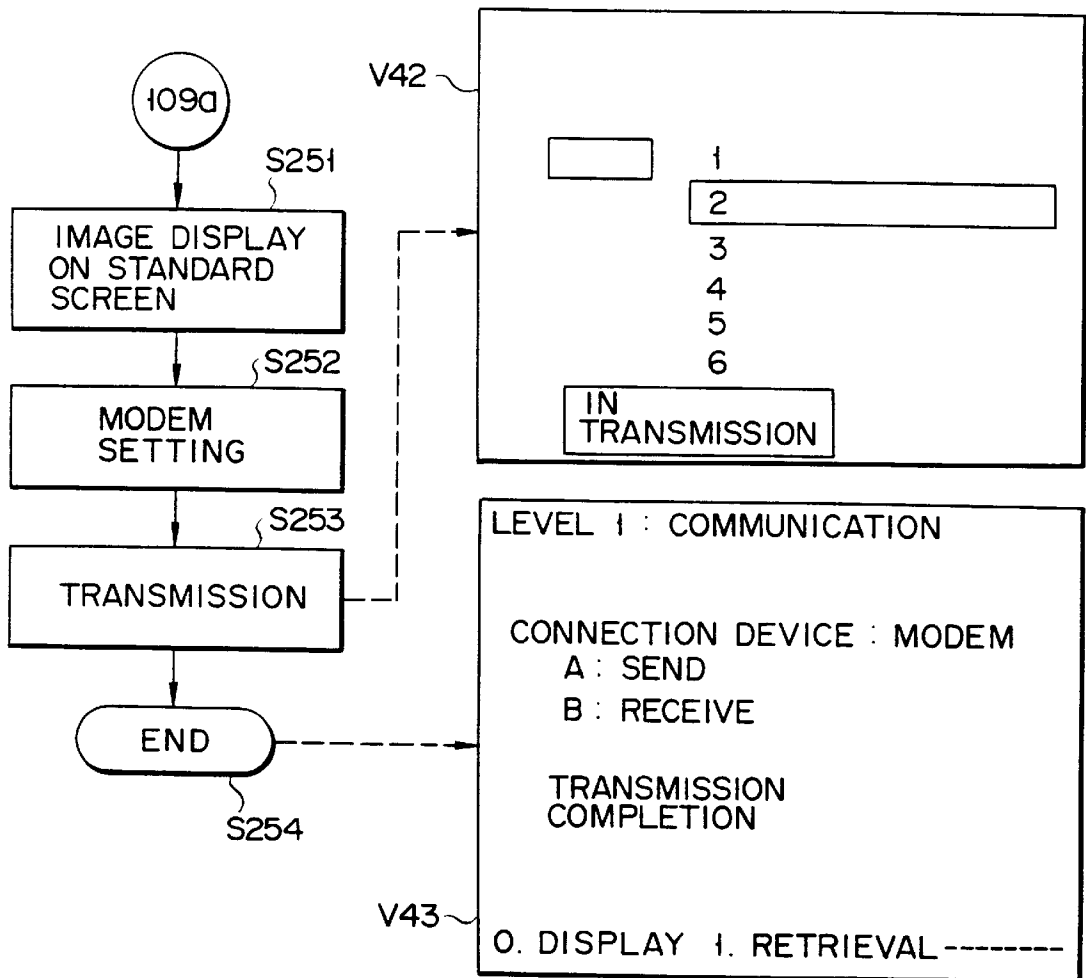 109a
S251
IMAGE DISPLAY
ON STANDARD
SCREEN
S252
MODEM
SETTING
S253
TRANSMISSION
END
S254
V42
1
2
3
4
5
6
IN
TRANSMISSION
LEVEL 1 : COMMUNICATION
CONNECTION DEVICE : MODEM
A : SEND
B : RECEIVE
TRANSMISSION
COMPLETION
V43
0. DISPLAY 1. RETRIEVAL --------